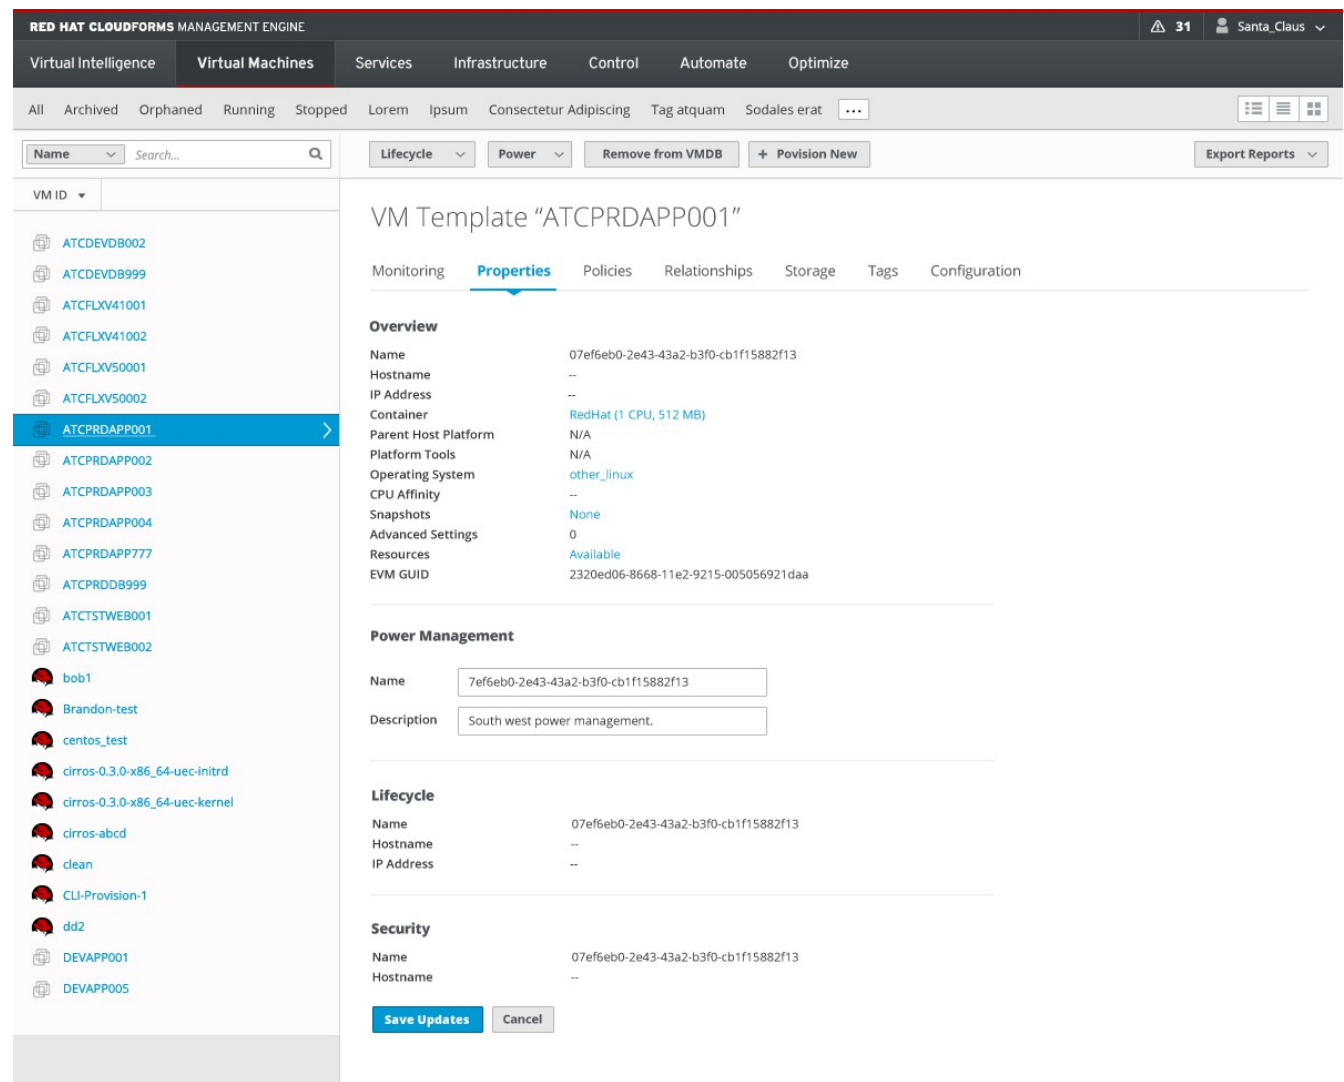 RED HAT CLOUDFORMS MANAGEMENT ENGINE
31
Santa_Claus
Virtual Intelligence Virtual Machines Services Infrastructure Control Automate Optimize
All Archived Orphaned Running Stopped Lorem Ipsum Consectetur Adipiscing Tag atquam Sodales erat ...
Name Search...
Lifecycle Power Remove from VMDB + Povision New Export Reports
VM ID
ATCDEVDB002
ATCDEVDB999
ATCFLXV41001
ATCFLXV41002
ATCFLXV50001
ATCFLXV50002
ATCPRDAPP001
ATCPRDAPP002
ATCPRDAPP003
ATCPRDAPP004
ATCPRDAPP777
ATCPRDDB999
ATCTSTWEB001
ATCTSTWEB002
bob1
Brandon-test
centos_test
cirros-0.3.0-x86_64-uec-initrd
cirros-0.3.0-x86_64-uec-kernel
cirros-abcd
clean
CLI-Provision-1
dd2
DEVAPP001
DEVAPP005
VM Template “ATCPRDAPP001”
Monitoring Properties Policies Relationships Storage Tags Configuration
Overview
Name 07ef6eb0-2e43-43a2-b3f0-cb1f15882f13
Hostname --
IP Address --
Container RedHat (1 CPU, 512 MB)
Parent Host Platform N/A
Platform Tools N/A
Operating System other_linux
CPU Affinity --
Snapshots None
Advanced Settings 0
Resources Available
EVM GUID 2320ed06-8668-11e2-9215-005056921daa
Power Management
Name 7ef6eb0-2e43-43a2-b3f0-cb1f15882f13
Description South west power management.
Lifecycle
Name 07ef6eb0-2e43-43a2-b3f0-cb1f15882f13
Hostname --
IP Address --
Security
Name 07ef6eb0-2e43-43a2-b3f0-cb1f15882f13
Hostname --
Save Updates Cancel